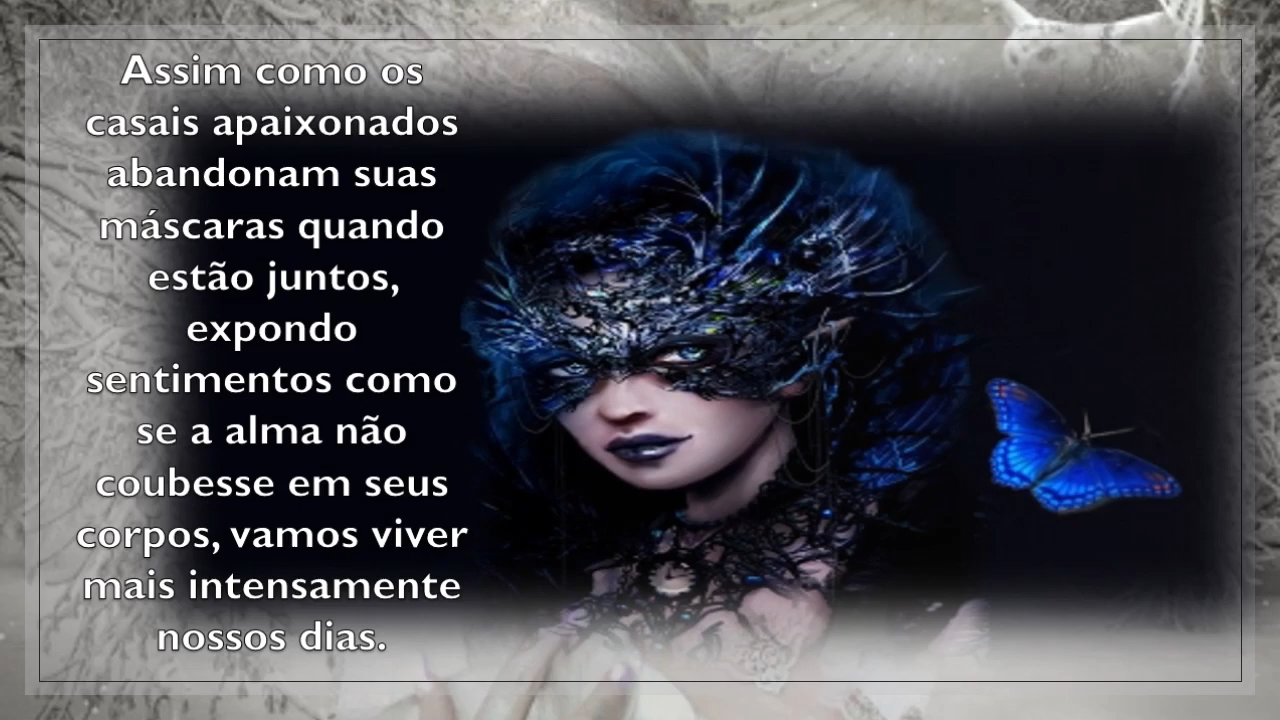 Assim como os
casais apaixonados
abandonam suas
máscaras quando
estão juntos,
expondo
sentimentos como
se a alma não
coubesse em seus
corpos, vamos viver
mais intensamente
nossos dias.